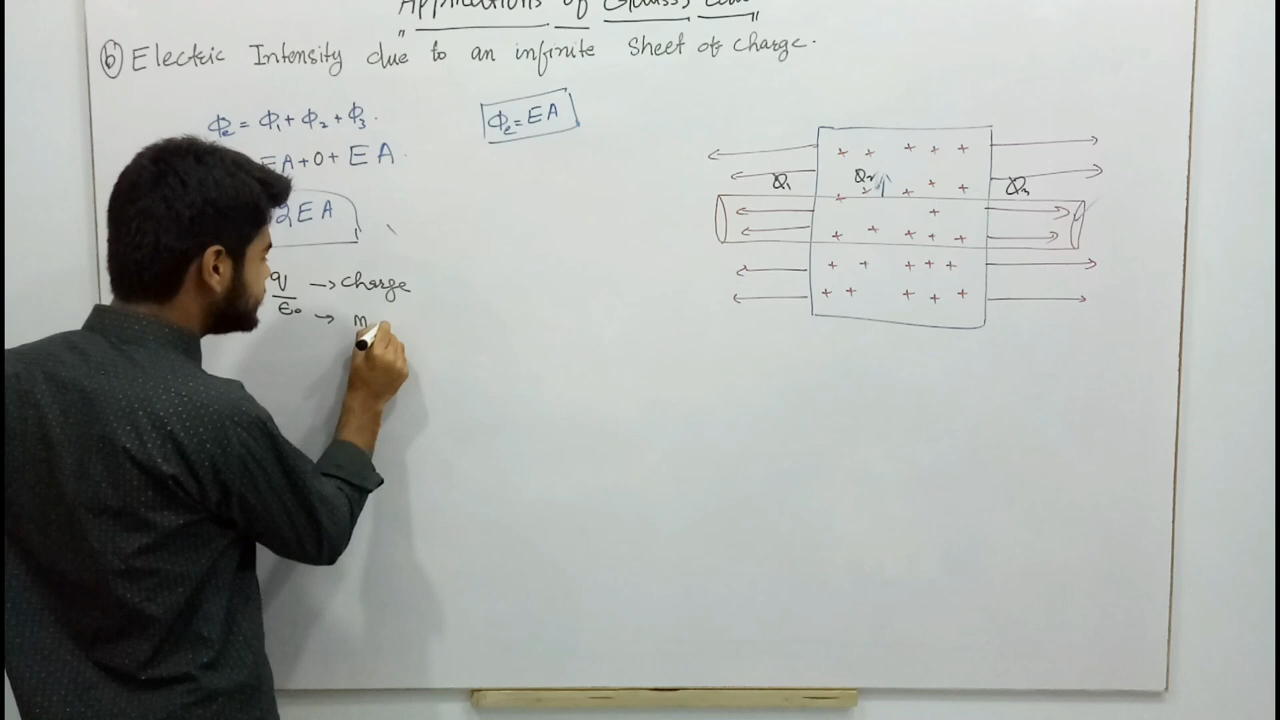 Applications of Gauss's Law
(b) Electric Intensity due to an infinite Sheet of charge.
Φe = Φ1 + Φ2 + Φ3.
Φe = EA
EA + 0 + EA.
2EA
q → charge
ε0 → m
Φ1
Φ2
Φ3